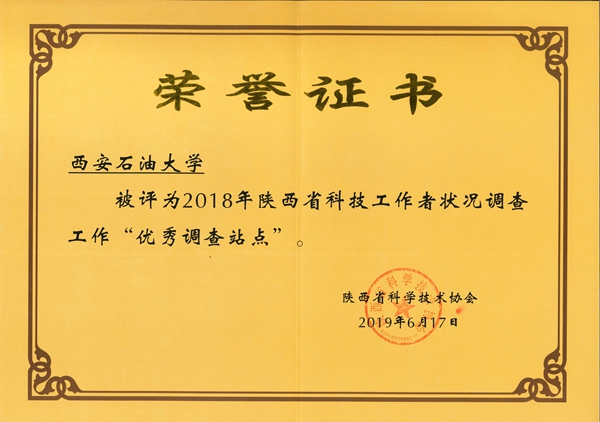 荣誉证书
西安石油大学
被评为2018年陕西省科技工作者状况调查
工作“优秀调查站点”。
陕西省科学技术协会
2019年6月17日